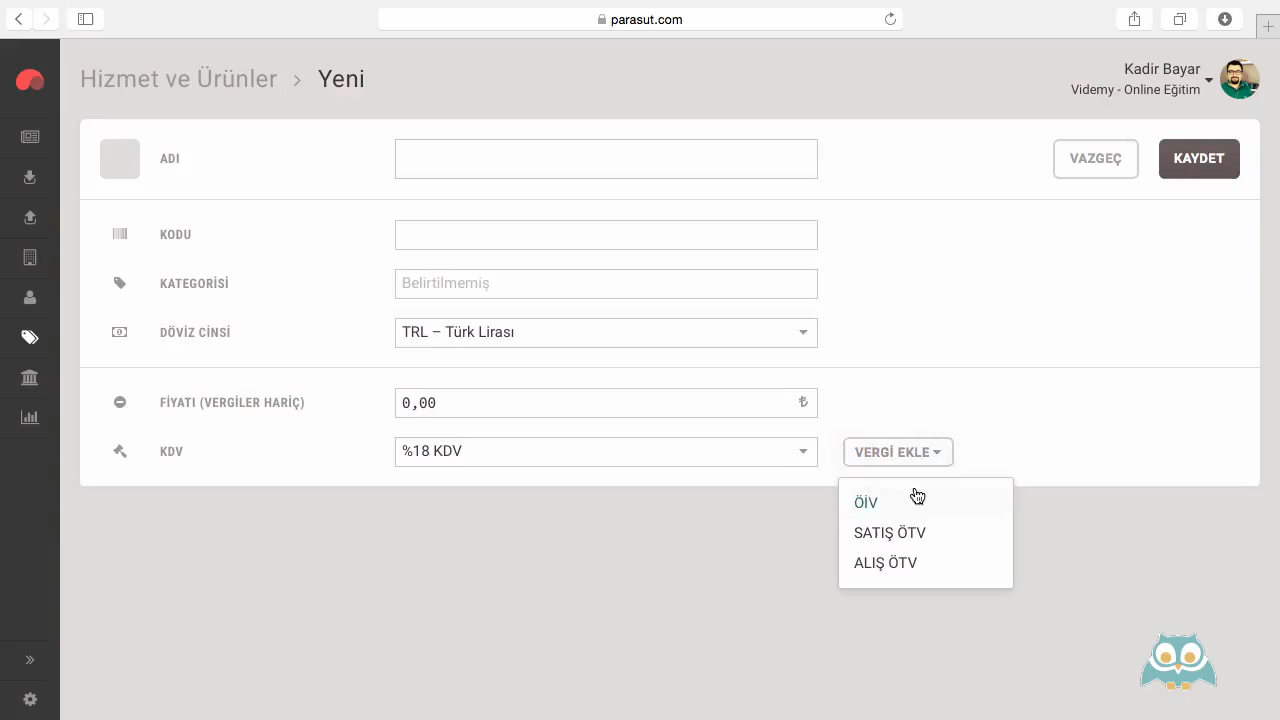 parasut.com
Hizmet ve Ürünler > Yeni
Kadir Bayar
Videmy - Online Eğitim
ADI
VAZGEÇ
KAYDET
KODU
KATEGORİSİ
Belirtilmemiş
DÖVİZ CİNSİ
TRL – Türk Lirası
FİYATI (VERGİLER HARİÇ)
0,00 ₺
KDV
%18 KDV
VERGİ EKLE
ÖİV
SATIŞ ÖTV
ALIŞ ÖTV